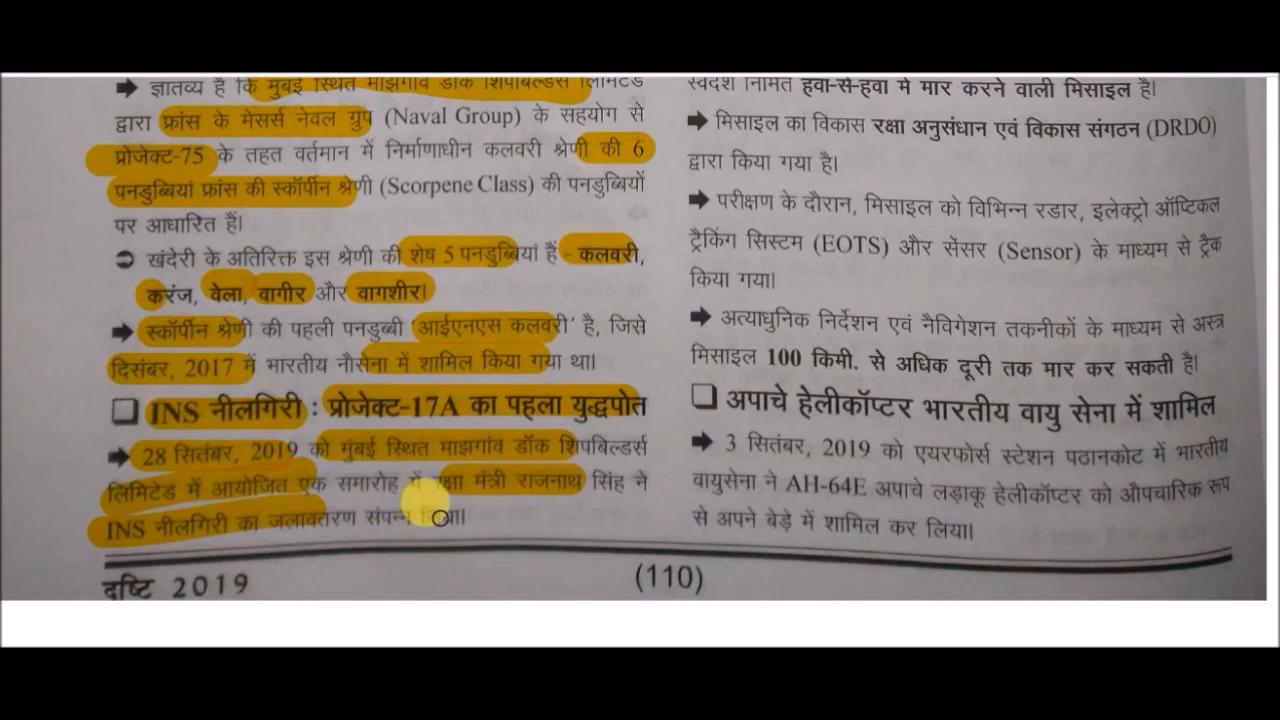 ➡ ज्ञातव्य है कि मुंबई स्थित माझगांव डॉक शिपबिल्डर्स लिमिटेड
द्वारा फ्रांस के मेसर्स नेवल ग्रुप (Naval Group) के सहयोग से
प्रोजेक्ट-75 के तहत वर्तमान में निर्माणाधीन कलवरी श्रेणी की 6
पनडुब्बियां फ्रांस की स्कॉर्पीन श्रेणी (Scorpene Class) की पनडुब्बियों
पर आधारित हैं।
खंदेरी के अतिरिक्त इस श्रेणी की शेष 5 पनडुब्बियां हैं - कलवरी,
करंज, वेला, वागीर और वागशीर।
➡ स्कॉर्पीन श्रेणी की पहली पनडुब्बी 'आईएनएस कलवरी' है, जिसे
दिसंबर, 2017 में भारतीय नौसेना में शामिल किया गया था।
❑ INS नीलगिरी : प्रोजेक्ट-17A का पहला युद्धपोत
➡ 28 सितंबर, 2019 को मुंबई स्थित माझगांव डॉक शिपबिल्डर्स
लिमिटेड में आयोजित एक समारोह में रक्षा मंत्री राजनाथ सिंह ने
INS नीलगिरी का जलावतरण संपन्न किया।
स्वदेश निर्मित हवा-से-हवा में मार करने वाली मिसाइल है।
➡ मिसाइल का विकास रक्षा अनुसंधान एवं विकास संगठन (DRDO)
द्वारा किया गया है।
➡ परीक्षण के दौरान, मिसाइल को विभिन्न रडार, इलेक्ट्रो ऑप्टिकल
ट्रैकिंग सिस्टम (EOTS) और सेंसर (Sensor) के माध्यम से ट्रैक
किया गया।
➡ अत्याधुनिक निर्देशन एवं नैविगेशन तकनीकों के माध्यम से अस्त्र
मिसाइल 100 किमी. से अधिक दूरी तक मार कर सकती है।
❑ अपाचे हेलीकॉप्टर भारतीय वायु सेना में शामिल
➡ 3 सितंबर, 2019 को एयरफोर्स स्टेशन पठानकोट में भारतीय
वायुसेना ने AH-64E अपाचे लड़ाकू हेलीकॉप्टर को औपचारिक रूप
से अपने बेड़े में शामिल कर लिया।
दृष्टि 2019
(110)